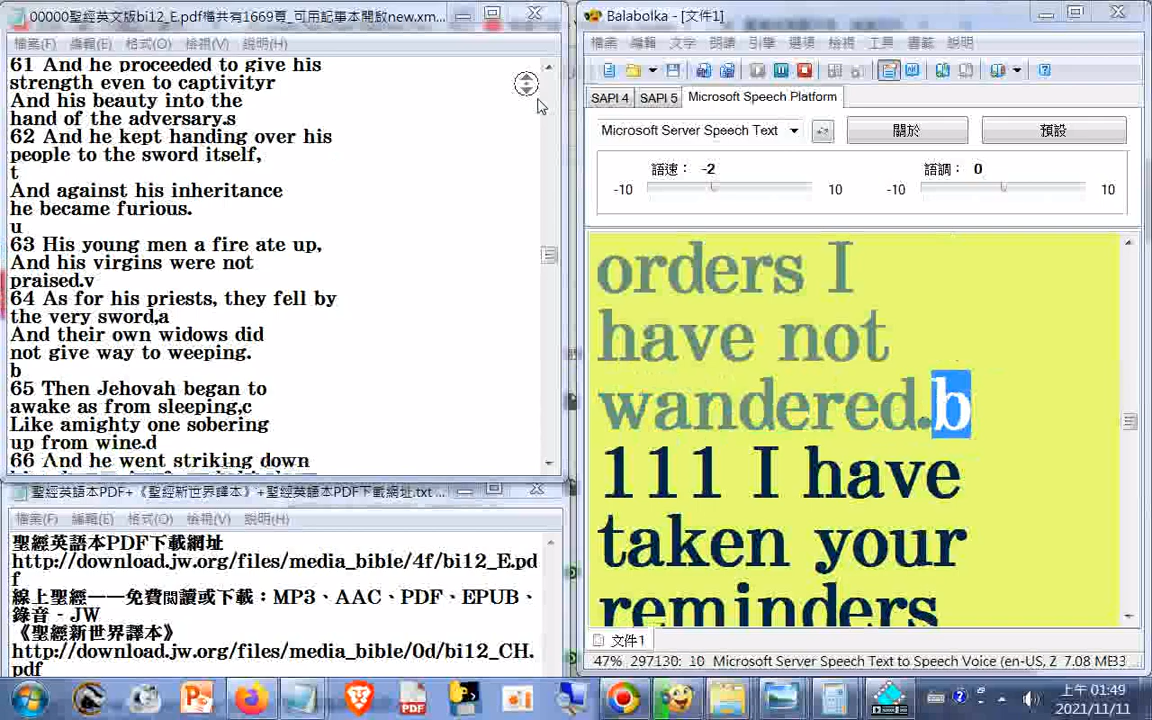 00000聖經英文版bi12_E.pdf檔共有1669頁_可用記事本開啟new.xm...
檔案(F) 編輯(E) 格式(O) 檢視(V) 說明(H)
61 And he proceeded to give his
strength even to captivityr
And his beauty into the
hand of the adversary.s
62 And he kept handing over his
people to the sword itself,
t
And against his inheritance
he became furious.
u
63 His young men a fire ate up,
And his virgins were not
praised.v
64 As for his priests, they fell by
the very sword,a
And their own widows did
not give way to weeping.
b
65 Then Jehovah began to
awake as from sleeping,c
Like amighty one sobering
up from wine.d
66 And he went striking down
聖經英語本PDF+《聖經新世界譯本》+聖經英語本PDF下載網址.txt ...
檔案(F) 編輯(E) 格式(O) 檢視(V) 說明(H)
聖經英語本PDF下載網址
http://download.jw.org/files/media_bible/4f/bi12_E.pd
f
線上聖經——免費閱讀或下載：MP3、AAC、PDF、EPUB、
錄音 - JW
《聖經新世界譯本》
http://download.jw.org/files/media_bible/0d/bi12_CH.
pdf
Balabolka - [文件1]
檔案 編輯 文字 朗讀 引擎 選項 檢視 工具 書籤 說明
SAPI 4 SAPI 5 Microsoft Speech Platform
Microsoft Server Speech Text 關於 預設
語速： -2 語調： 0
-10 10 -10 10
orders I
have not
wandered.b
111 I have
taken your
reminders
文件1
47% 297130: 10 Microsoft Server Speech Text to Speech Voice (en-US, Z 7.08 MB
上午 01:49
2021/11/11